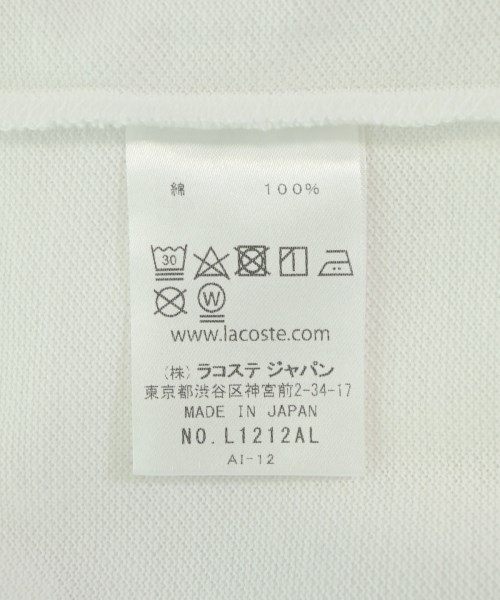 綿 100%
30
W
www.lacoste.com
(株) ラコステ ジャパン
東京都渋谷区神宮前2-34-17
MADE IN JAPAN
NO.L1212AL
AI-12